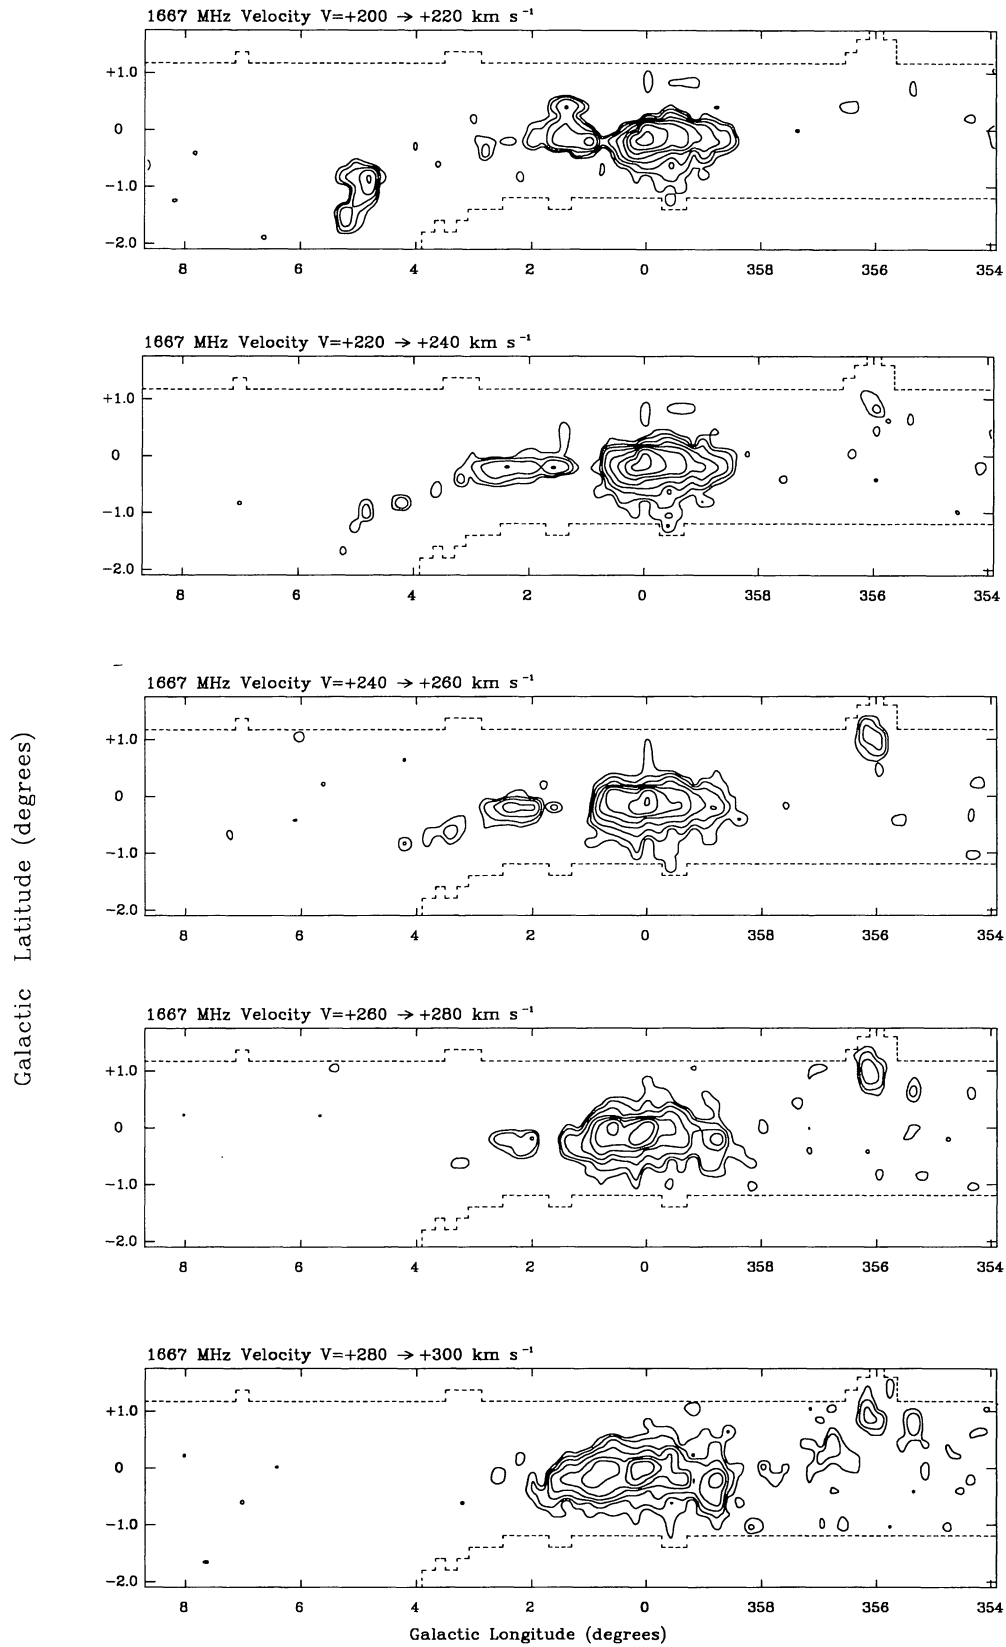 1667 MHz Velocity V=+200 → +220 km s⁻¹
+1.0
0
−1.0
−2.0
8 6 4 2 0 358 356 354
1667 MHz Velocity V=+220 → +240 km s⁻¹
+1.0
0
−1.0
−2.0
8 6 4 2 0 358 356 354
1667 MHz Velocity V=+240 → +260 km s⁻¹
+1.0
0
−1.0
−2.0
8 6 4 2 0 358 356 354
1667 MHz Velocity V=+260 → +280 km s⁻¹
+1.0
0
−1.0
−2.0
8 6 4 2 0 358 356 354
1667 MHz Velocity V=+280 → +300 km s⁻¹
+1.0
0
−1.0
−2.0
8 6 4 2 0 358 356 354
Galactic Longitude (degrees)
Galactic Latitude (degrees)